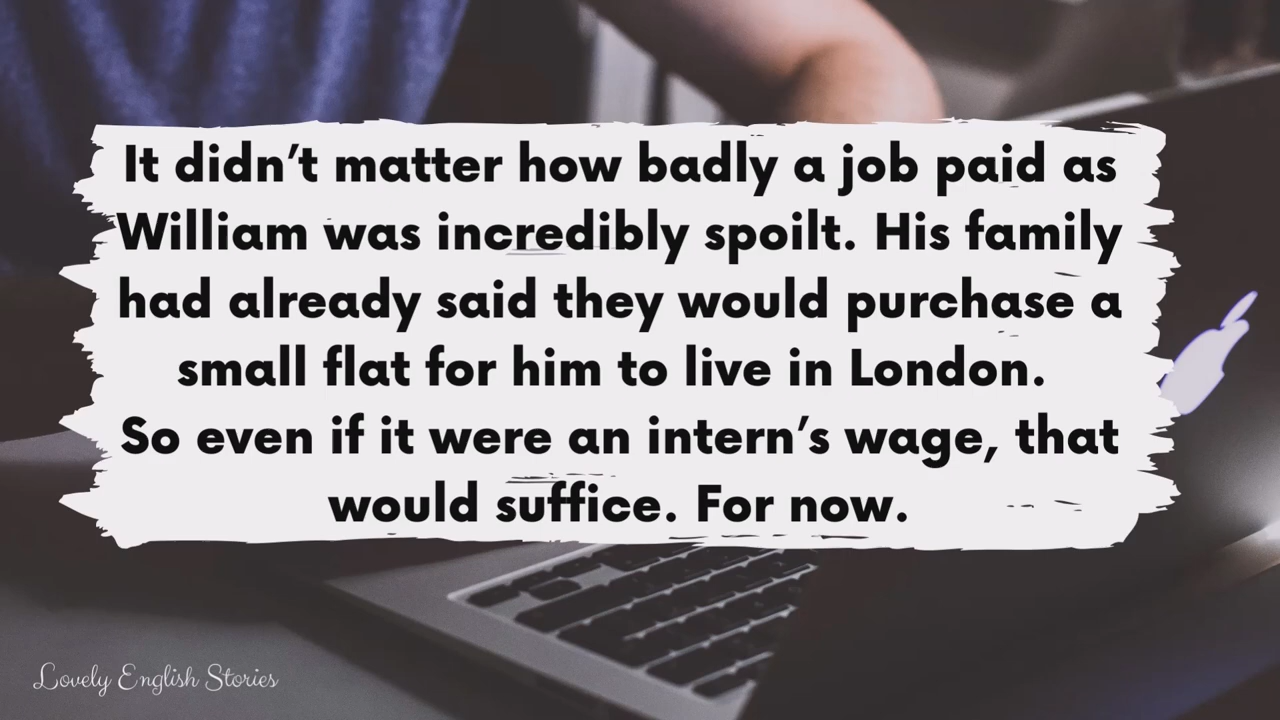 It didn’t matter how badly a job paid as
William was incredibly spoilt. His family
had already said they would purchase a
small flat for him to live in London.
So even if it were an intern’s wage, that
would suffice. For now.
Lovely English Stories